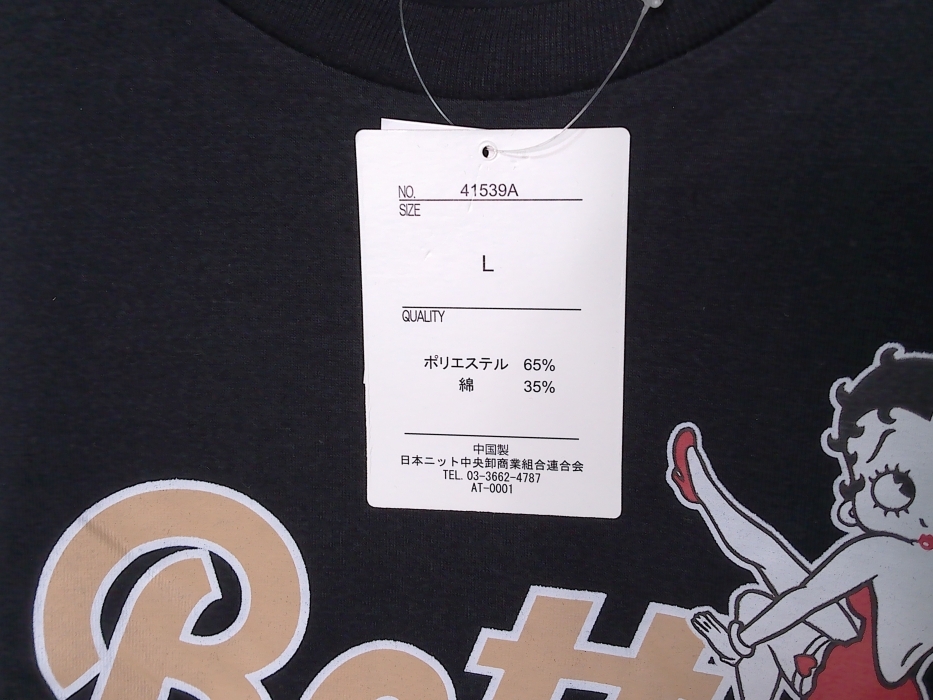 NO. 41539A
SIZE
L
QUALITY
ポリエステル 65%
綿 35%
中国製
日本ニット中央卸商業組合連合会
TEL. 03-3662-4787
AT-0001
Bett